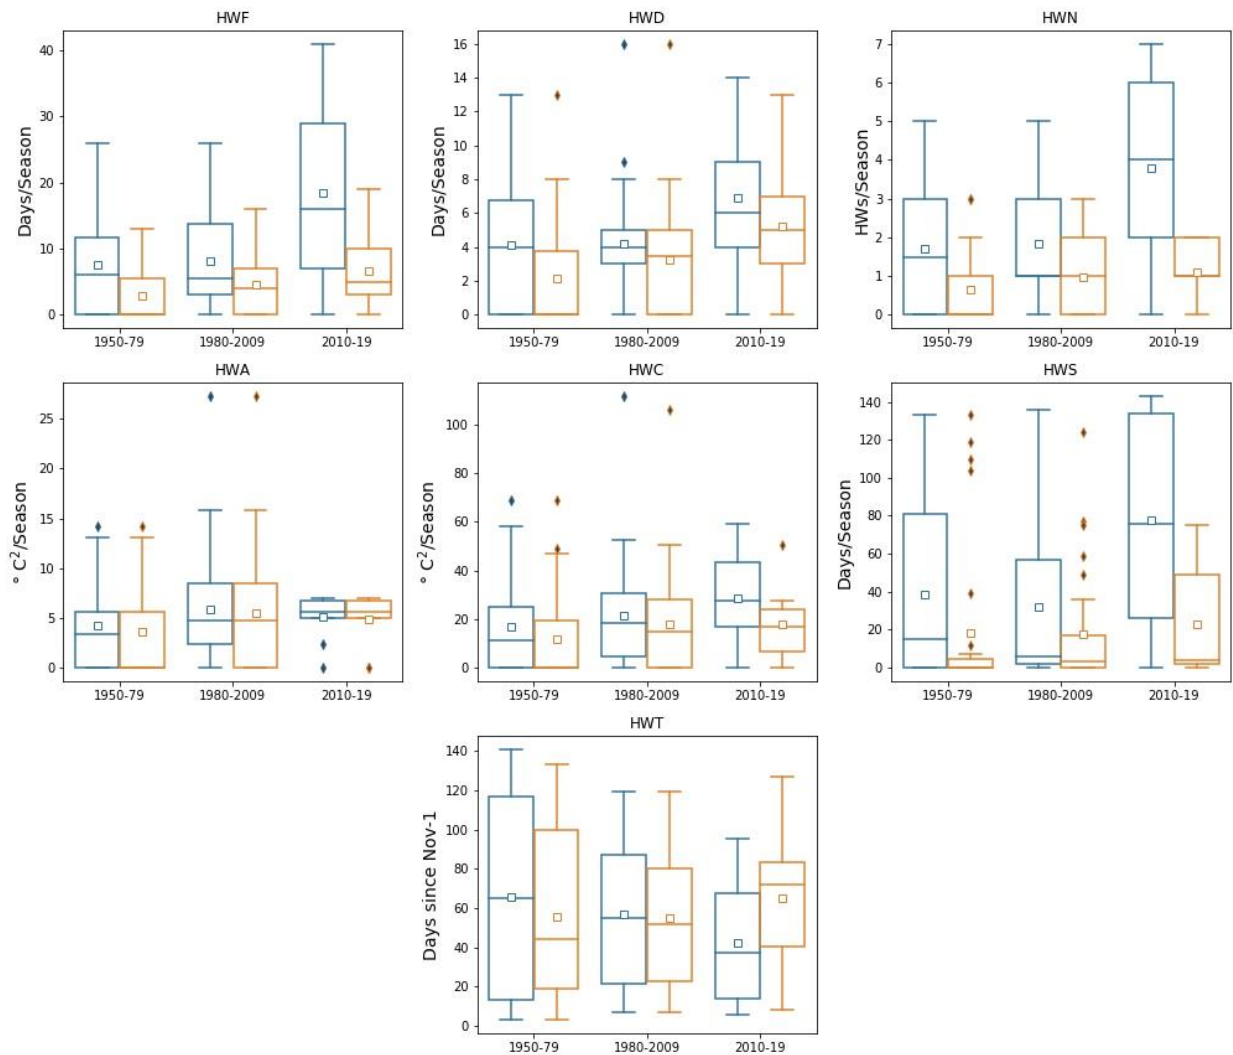 HWF
HWD
HWN
Days/Season
40
30
20
10
0
1950-79 1980-2009 2010-19
Days/Season
16
14
12
10
8
6
4
2
0
1950-79 1980-2009 2010-19
HWs/Season
7
6
5
4
3
2
1
0
1950-79 1980-2009 2010-19
HWA
HWC
HWS
° C²/Season
25
20
15
10
5
0
1950-79 1980-2009 2010-19
° C²/Season
100
80
60
40
20
0
1950-79 1980-2009 2010-19
Days/Season
140
120
100
80
60
40
20
0
1950-79 1980-2009 2010-19
HWT
Days since Nov-1
140
120
100
80
60
40
20
0
1950-79 1980-2009 2010-19